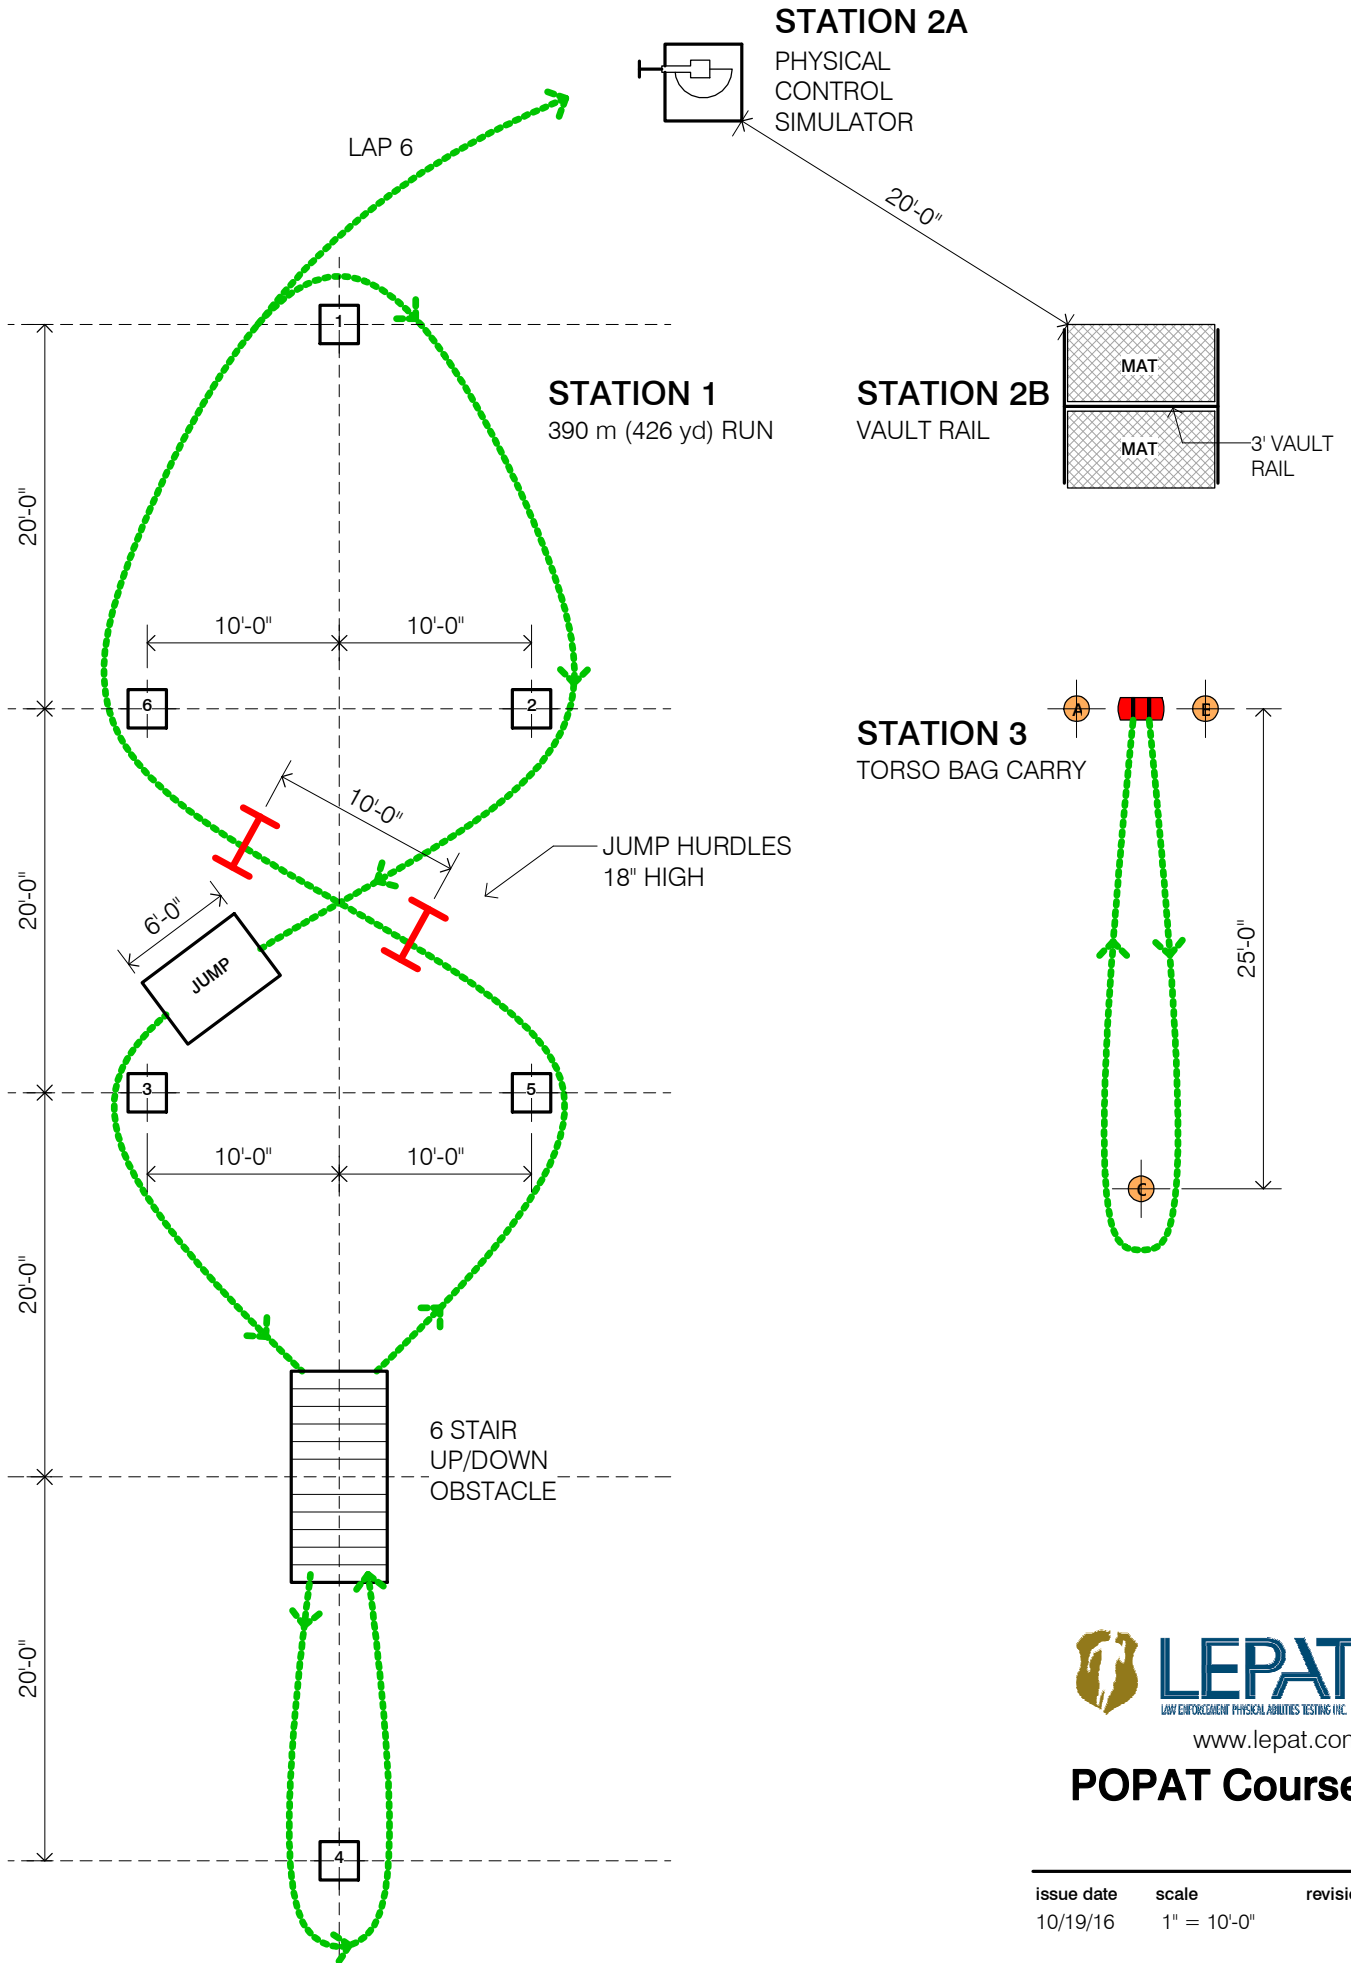 STATION 2A
PHYSICAL
CONTROL
SIMULATOR
LAP 6
20'-0"
1
STATION 1
390 m (426 yd) RUN
STATION 2B
VAULT RAIL
MAT
MAT
3' VAULT
RAIL
20'-0"
10'-0"
10'-0"
6
2
A
E
STATION 3
TORSO BAG CARRY
10'-0"
JUMP HURDLES
18" HIGH
20'-0"
6'-0"
JUMP
25'-0"
3
5
10'-0"
10'-0"
C
20'-0"
6 STAIR
UP/DOWN
OBSTACLE
20'-0"
4
LEPAT
LAW ENFORCEMENT PHYSICAL ABILITIES TESTING INC.
www.lepat.com
POPAT Course
issue date
scale
revisi
10/19/16
1" = 10'-0"